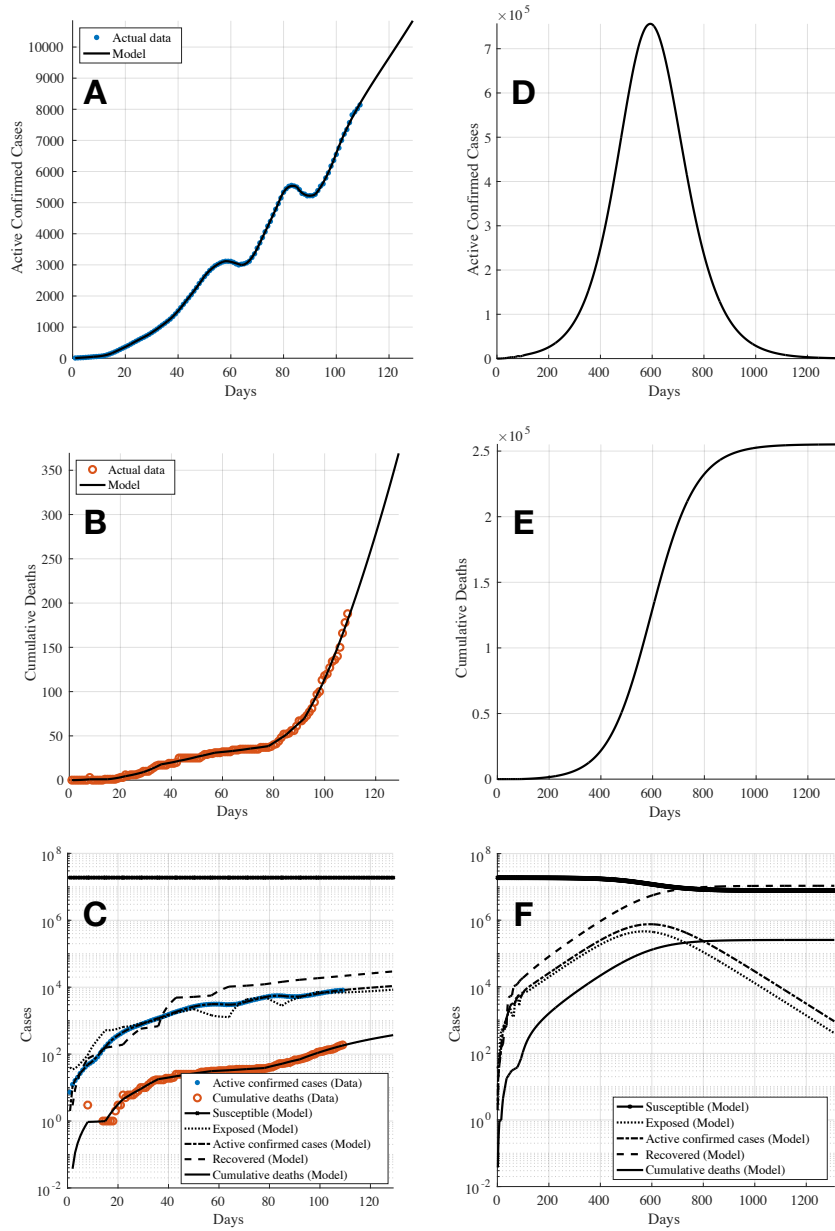 Actual data
Model
A
10000
9000
8000
7000
6000
5000
4000
3000
2000
1000
0
0 20 40 60 80 100 120
Days
Active Confirmed Cases
×10^5
D
7
6
5
4
3
2
1
0
0 200 400 600 800 1000 1200
Days
Active Confirmed Cases
Actual data
Model
B
350
300
250
200
150
100
50
0
0 20 40 60 80 100 120
Days
Cumulative Deaths
×10^5
E
2.5
2
1.5
1
0.5
0
0 200 400 600 800 1000 1200
Days
Cumulative Deaths
C
10^8
10^6
10^4
10^2
10^0
10^-2
Active confirmed cases (Data)
Cumulative deaths (Data)
Susceptible (Model)
Exposed (Model)
Active confirmed cases (Model)
Recovered (Model)
Cumulative deaths (Model)
0 20 40 60 80 100 120
Days
Cases
F
10^8
10^6
10^4
10^2
10^0
10^-2
Susceptible (Model)
Exposed (Model)
Active confirmed cases (Model)
Recovered (Model)
Cumulative deaths (Model)
0 200 400 600 800 1000 1200
Days
Cases